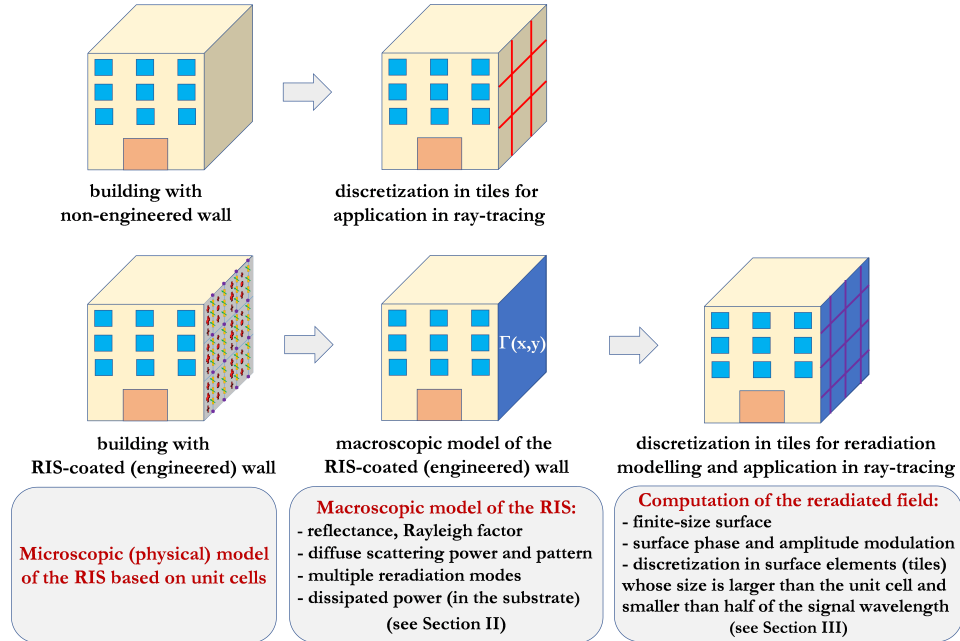 building with
non-engineered wall
discretization in tiles for
application in ray-tracing
Γ(x,y)
building with
RIS-coated (engineered) wall
macroscopic model of the
RIS-coated (engineered) wall
discretization in tiles for reradiation
modelling and application in ray-tracing
Microscopic (physical) model
of the RIS based on unit cells
Macroscopic model of the RIS:
- reflectance, Rayleigh factor
- diffuse scattering power and pattern
- multiple reradiation modes
- dissipated power (in the substrate)
(see Section II)
Computation of the reradiated field:
- finite-size surface
- surface phase and amplitude modulation
- discretization in surface elements (tiles)
whose size is larger than the unit cell and
smaller than half of the signal wavelength
(see Section III)